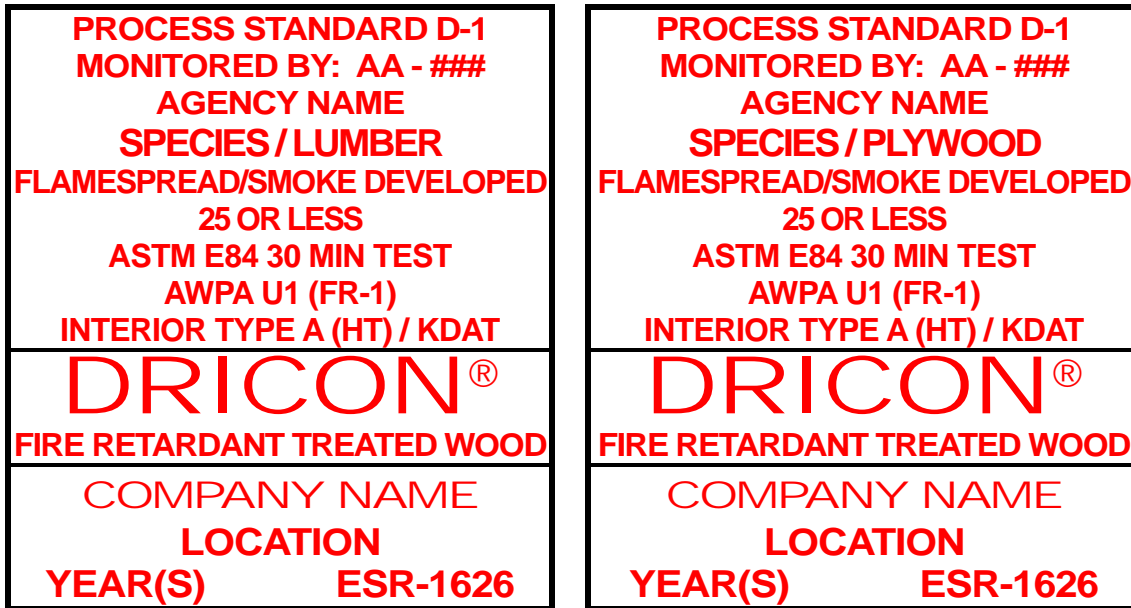 PROCESS STANDARD D-1
MONITORED BY: AA - ###
AGENCY NAME
SPECIES / LUMBER
FLAMESPREAD/SMOKE DEVELOPED
25 OR LESS
ASTM E84 30 MIN TEST
AWPA U1 (FR-1)
INTERIOR TYPE A (HT) / KDAT
DRICON®
FIRE RETARDANT TREATED WOOD
COMPANY NAME
LOCATION
YEAR(S) ESR-1626
PROCESS STANDARD D-1
MONITORED BY: AA - ###
AGENCY NAME
SPECIES / PLYWOOD
FLAMESPREAD/SMOKE DEVELOPED
25 OR LESS
ASTM E84 30 MIN TEST
AWPA U1 (FR-1)
INTERIOR TYPE A (HT) / KDAT
DRICON®
FIRE RETARDANT TREATED WOOD
COMPANY NAME
LOCATION
YEAR(S) ESR-1626